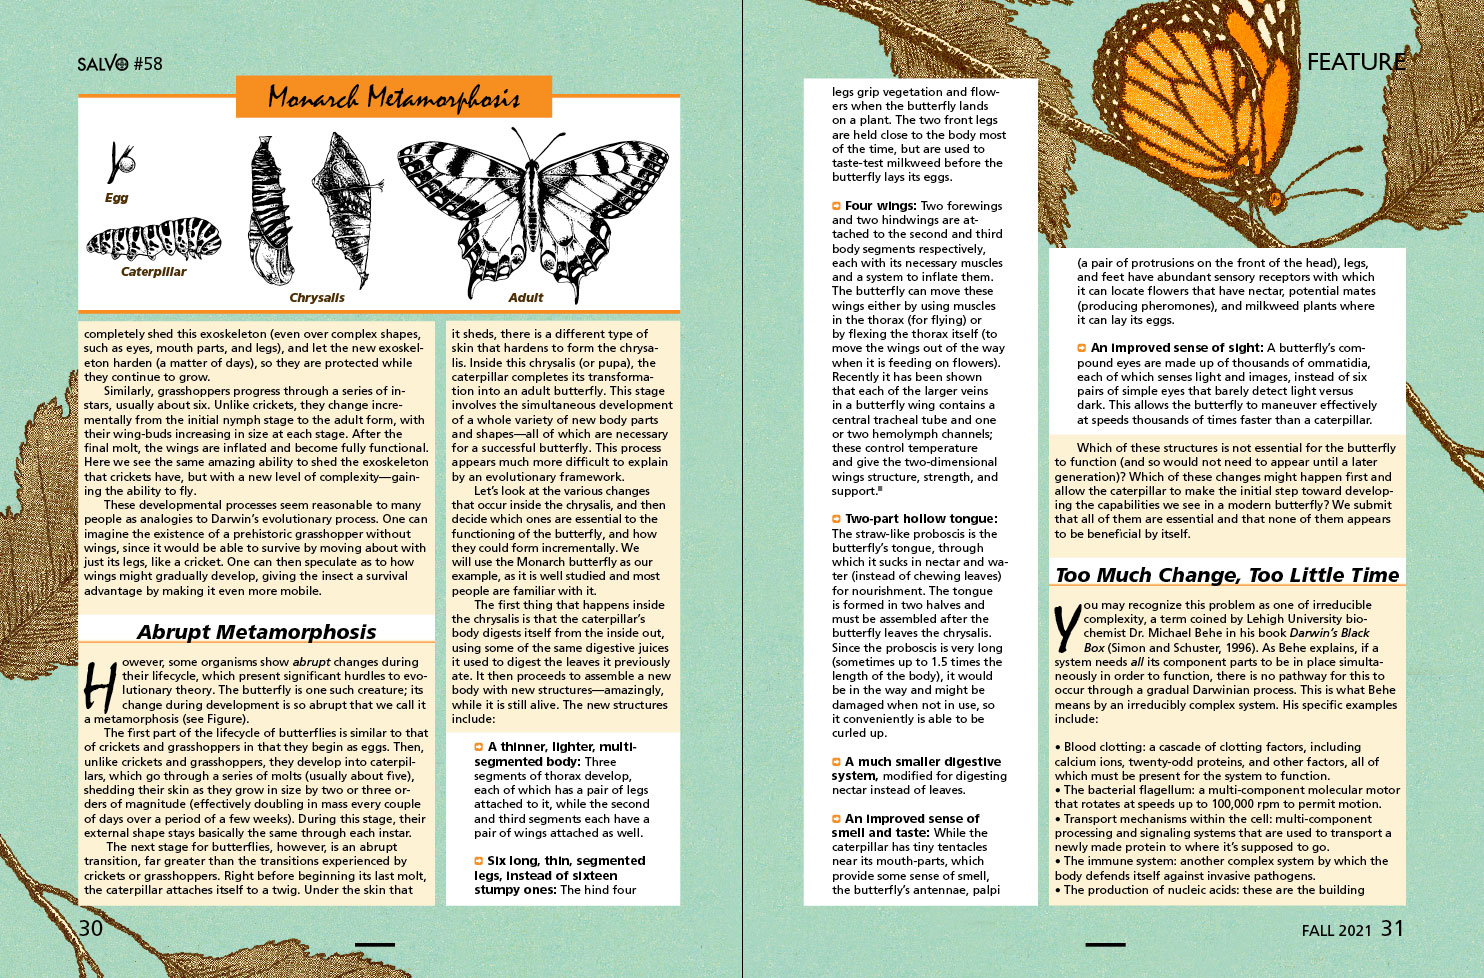 SALVO #58
Monarch Metamorphosis
Egg
Caterpillar
Chrysalis
Adult
completely shed this exoskeleton (even over complex shapes,
such as eyes, mouth parts, and legs), and let the new exoskel-
eton harden (a matter of days), so they are protected while
they continue to grow.
Similarly, grasshoppers progress through a series of in-
stars, usually about six. Unlike crickets, they change incre-
mentally from the initial nymph stage to the adult form, with
their wing-buds increasing in size at each stage. After the
final molt, the wings are inflated and become fully functional.
Here we see the same amazing ability to shed the exoskeleton
that crickets have, but with a new level of complexity—gain-
ing the ability to fly.
These developmental processes seem reasonable to many
people as analogies to Darwin's evolutionary process. One can
imagine the existence of a prehistoric grasshopper without
wings, since it would be able to survive by moving about with
just its legs, like a cricket. One can then speculate as to how
wings might gradually develop, giving the insect a survival
advantage by making it even more mobile.
Abrupt Metamorphosis
However, some organisms show abrupt changes during
their lifecycle, which present significant hurdles to evo-
lutionary theory. The butterfly is one such creature; its
change during development is so abrupt that we call it
a metamorphosis (see Figure).
The first part of the lifecycle of butterflies is similar to that
of crickets and grasshoppers in that they begin as eggs. Then,
unlike crickets and grasshoppers, they develop into caterpil-
lars, which go through a series of molts (usually about five),
shedding their skin as they grow in size by two or three or-
ders of magnitude (effectively doubling in mass every couple
of days over a period of a few weeks). During this stage, their
external shape stays basically the same through each instar.
The next stage for butterflies, however, is an abrupt
transition, far greater than the transitions experienced by
crickets or grasshoppers. Right before beginning its last molt,
the caterpillar attaches itself to a twig. Under the skin that
it sheds, there is a different type of
skin that hardens to form the chrysa-
lis. Inside this chrysalis (or pupa), the
caterpillar completes its transforma-
tion into an adult butterfly. This stage
involves the simultaneous development
of a whole variety of new body parts
and shapes—all of which are necessary
for a successful butterfly. This process
appears much more difficult to explain
by an evolutionary framework.
Let's look at the various changes
that occur inside the chrysalis, and then
decide which ones are essential to the
functioning of the butterfly, and how
they could form incrementally. We
will use the Monarch butterfly as our
example, as it is well studied and most
people are familiar with it.
The first thing that happens inside
the chrysalis is that the caterpillar's
body digests itself from the inside out,
using some of the same digestive juices
it used to digest the leaves it previously
ate. It then proceeds to assemble a new
body with new structures—amazingly,
while it is still alive. The new structures
include:
A thinner, lighter, multi-
segmented body: Three
segments of thorax develop,
each of which has a pair of legs
attached to it, while the second
and third segments each have a
pair of wings attached as well.
Six long, thin, segmented
legs, instead of sixteen
stumpy ones: The hind four
30
FEATURE
legs grip vegetation and flow-
ers when the butterfly lands
on a plant. The two front legs
are held close to the body most
of the time, but are used to
taste-test milkweed before the
butterfly lays its eggs.
Four wings: Two forewings
and two hindwings are at-
tached to the second and third
body segments respectively,
each with its necessary muscles
and a system to inflate them.
The butterfly can move these
wings either by using muscles
in the thorax (for flying) or
by flexing the thorax itself (to
move the wings out of the way
when it is feeding on flowers).
Recently it has been shown
that each of the larger veins
in a butterfly wing contains a
central tracheal tube and one
or two hemolymph channels;
these control temperature
and give the two-dimensional
wings structure, strength, and
support.
Two-part hollow tongue:
The straw-like proboscis is the
butterfly's tongue, through
which it sucks in nectar and wa-
ter (instead of chewing leaves)
for nourishment. The tongue
is formed in two halves and
must be assembled after the
butterfly leaves the chrysalis.
Since the proboscis is very long
(sometimes up to 1.5 times the
length of the body), it would
be in the way and might be
damaged when not in use, so
it conveniently is able to be
curled up.
A much smaller digestive
system, modified for digesting
nectar instead of leaves.
An improved sense of
smell and taste: While the
caterpillar has tiny tentacles
near its mouth-parts, which
provide some sense of smell,
the butterfly's antennae, palpi
(a pair of protrusions on the front of the head), legs,
and feet have abundant sensory receptors with which
it can locate flowers that have nectar, potential mates
(producing pheromones), and milkweed plants where
it can lay its eggs.
An improved sense of sight: A butterfly's com-
pound eyes are made up of thousands of ommatidia,
each of which senses light and images, instead of six
pairs of simple eyes that barely detect light versus
dark. This allows the butterfly to maneuver effectively
at speeds thousands of times faster than a caterpillar.
Which of these structures is not essential for the butterfly
to function (and so would not need to appear until a later
generation)? Which of these changes might happen first and
allow the caterpillar to make the initial step toward develop-
ing the capabilities we see in a modern butterfly? We submit
that all of them are essential and that none of them appears
to be beneficial by itself.
Too Much Change, Too Little Time
You may recognize this problem as one of irreducible
complexity, a term coined by Lehigh University bio-
chemist Dr. Michael Behe in his book Darwin's Black
Box (Simon and Schuster, 1996). As Behe explains, if a
system needs all its component parts to be in place simulta-
neously in order to function, there is no pathway for this to
occur through a gradual Darwinian process. This is what Behe
means by an irreducibly complex system. His specific examples
include:
• Blood clotting: a cascade of clotting factors, including
calcium ions, twenty-odd proteins, and other factors, all of
which must be present for the system to function.
• The bacterial flagellum: a multi-component molecular motor
that rotates at speeds up to 100,000 rpm to permit motion.
• Transport mechanisms within the cell: multi-component
processing and signaling systems that are used to transport a
newly made protein to where it's supposed to go.
• The immune system: another complex system by which the
body defends itself against invasive pathogens.
• The production of nucleic acids: these are the building
FALL 2021 31